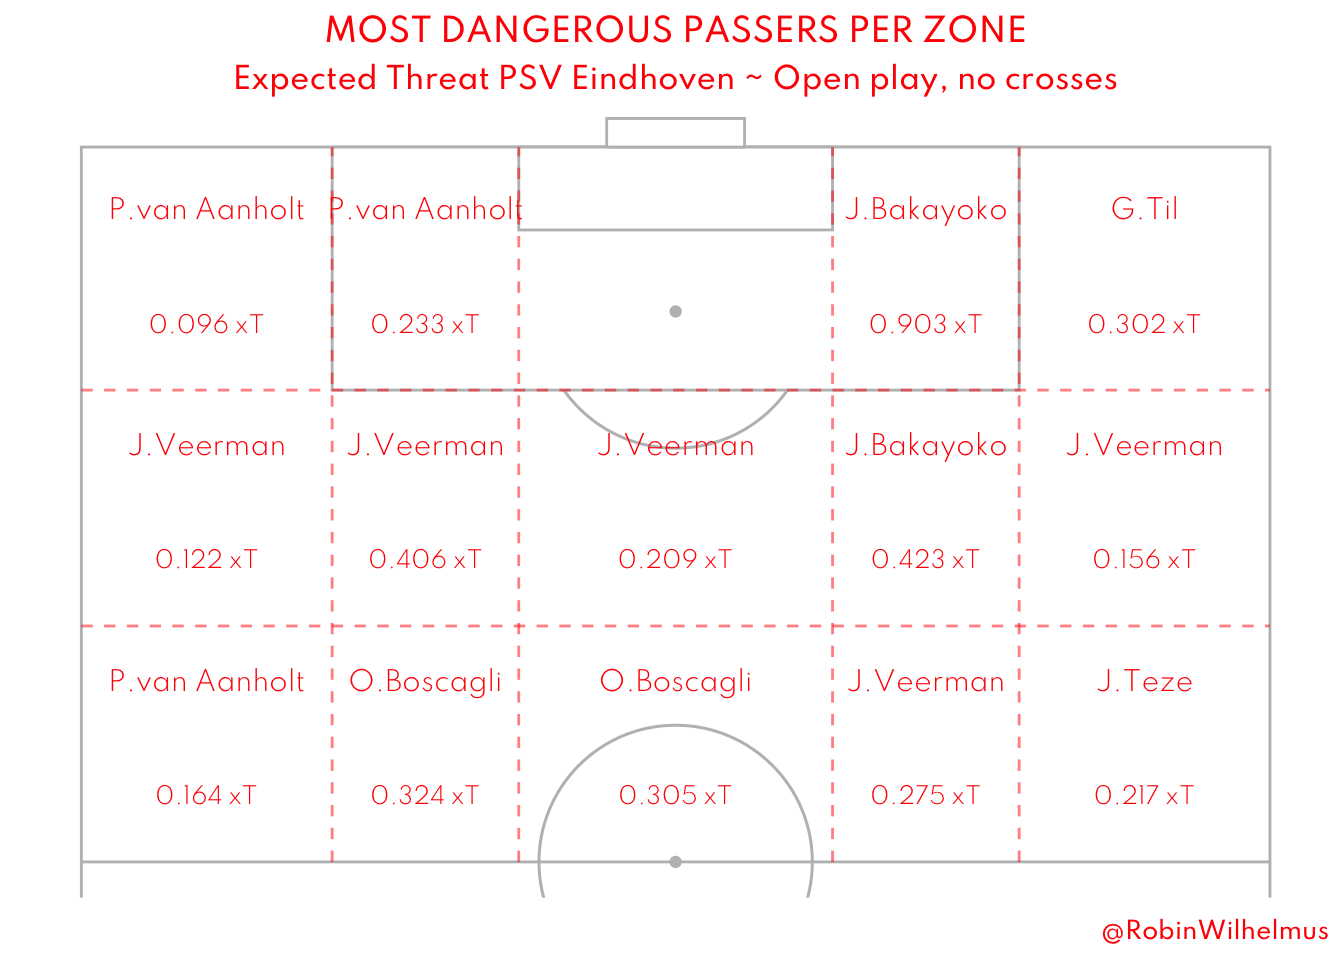 MOST DANGEROUS PASSERS PER ZONE
Expected Threat PSV Eindhoven ~ Open play, no crosses
P.van Aanholt P.van Aanholt J.Bakayoko G.Til
0.096 xT 0.233 xT 0.903 xT 0.302 xT
J.Veerman J.Veerman J.Veerman J.Bakayoko J.Veerman
0.122 xT 0.406 xT 0.209 xT 0.423 xT 0.156 xT
P.van Aanholt O.Boscagli O.Boscagli J.Veerman J.Teze
0.164 xT 0.324 xT 0.305 xT 0.275 xT 0.217 xT
@RobinWilhelmus